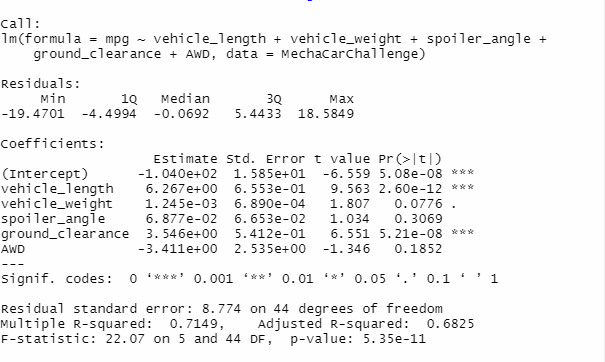 Call:
lm(formula = mpg ~ vehicle_length + vehicle_weight + spoiler_angle +
    ground_clearance + AWD, data = MechaCarChallenge)
Residuals:
     Min       1Q   Median       3Q      Max
-19.4701  -4.4994  -0.0692   5.4433  18.5849
Coefficients:
                   Estimate Std. Error t value Pr(>|t|)
(Intercept)      -1.040e+02  1.585e+01  -6.559 5.08e-08 ***
vehicle_length    6.267e+00  6.553e-01   9.563 2.60e-12 ***
vehicle_weight    1.245e-03  6.890e-04   1.807   0.0776 .
spoiler_angle     6.877e-02  6.653e-02   1.034   0.3069
ground_clearance  3.546e+00  5.412e-01   6.551 5.21e-08 ***
AWD              -3.411e+00  2.535e+00  -1.346   0.1852
---
Signif. codes:  0 ‘***’ 0.001 ‘**’ 0.01 ‘*’ 0.05 ‘.’ 0.1 ‘ ’ 1
Residual standard error: 8.774 on 44 degrees of freedom
Multiple R-squared:  0.7149,    Adjusted R-squared:  0.6825
F-statistic: 22.07 on 5 and 44 DF,  p-value: 5.35e-11